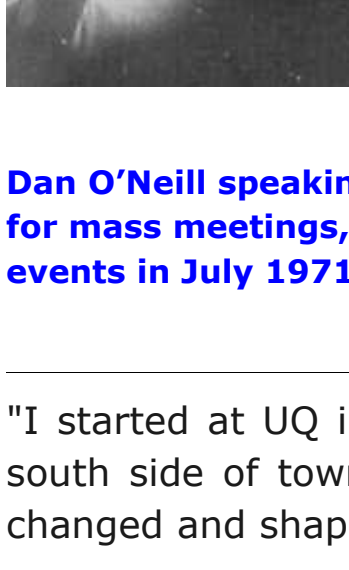 Dan O’Neill speakin
for mass meetings,
events in July 1971
"I started at UQ i
south side of town
changed and shap